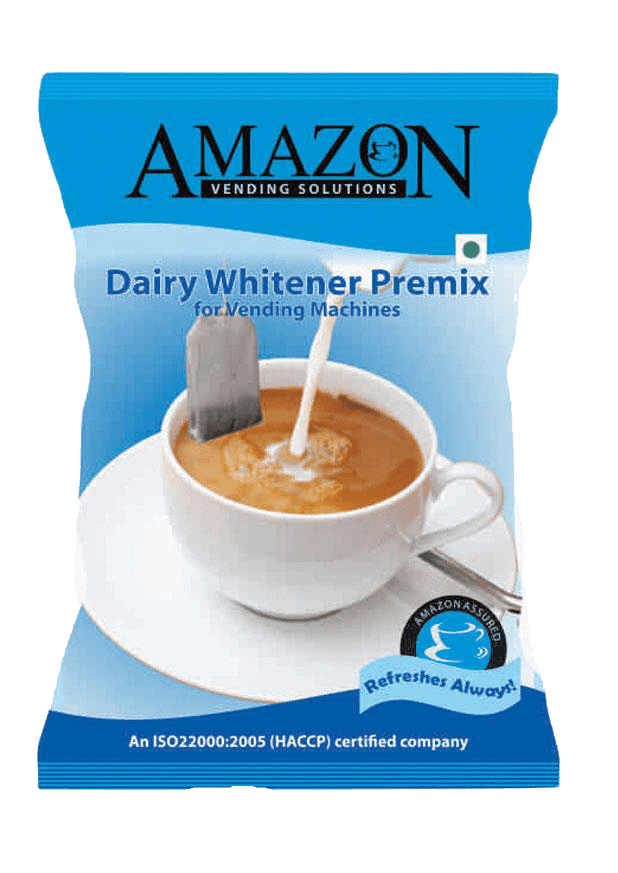 AMAZON
VENDING SOLUTIONS
Dairy Whitener Premix
for Vending Machines
AMAZON ASSURED
Refreshes Always!
An ISO22000:2005 (HACCP) certified company